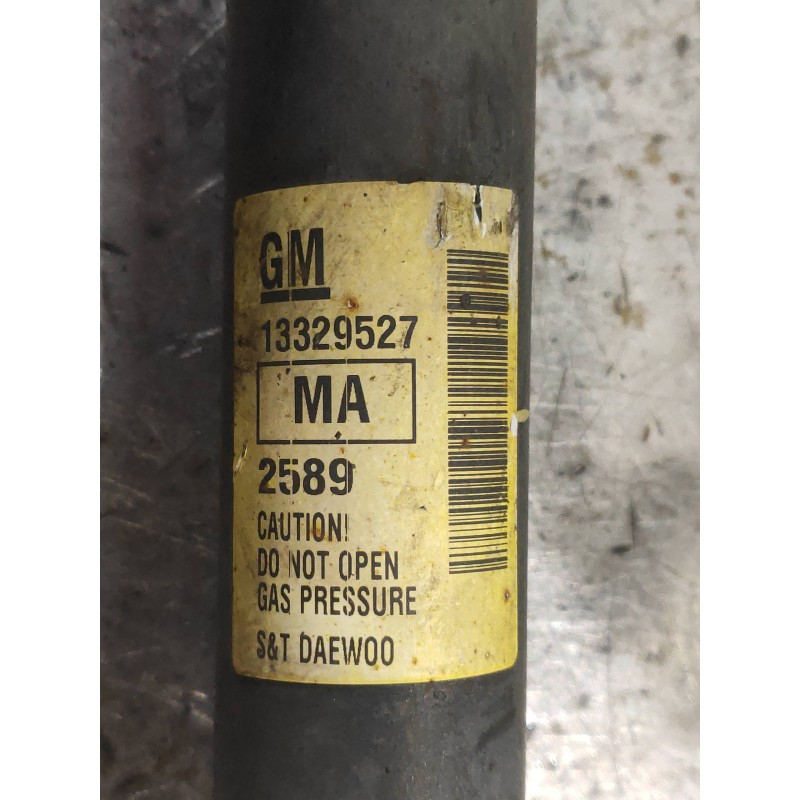 GM
13329527
MA
2589
CAUTION!
DO NOT OPEN
GAS PRESSURE
S&T DAEWOO